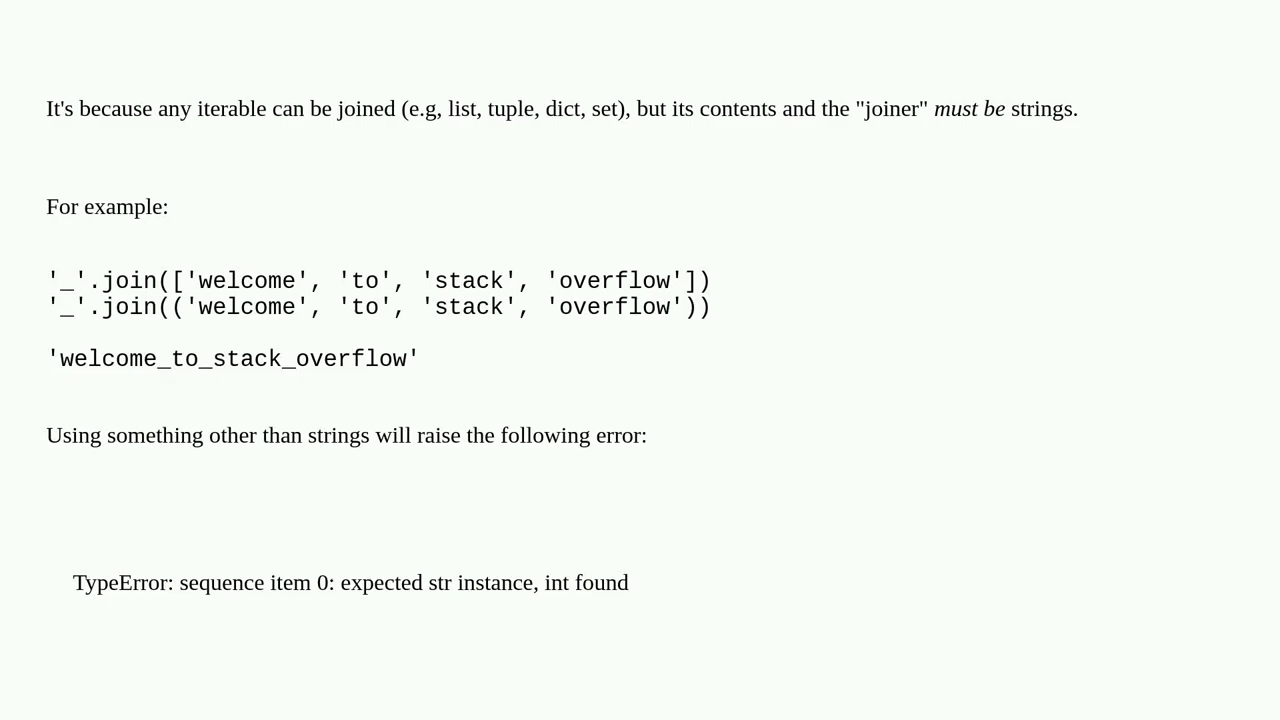 It's because any iterable can be joined (e.g, list, tuple, dict, set), but its contents and the "joiner" must be strings.
For example:
'_'.join(['welcome', 'to', 'stack', 'overflow'])
'_'.join(('welcome', 'to', 'stack', 'overflow'))
'welcome_to_stack_overflow'
Using something other than strings will raise the following error:
TypeError: sequence item 0: expected str instance, int found